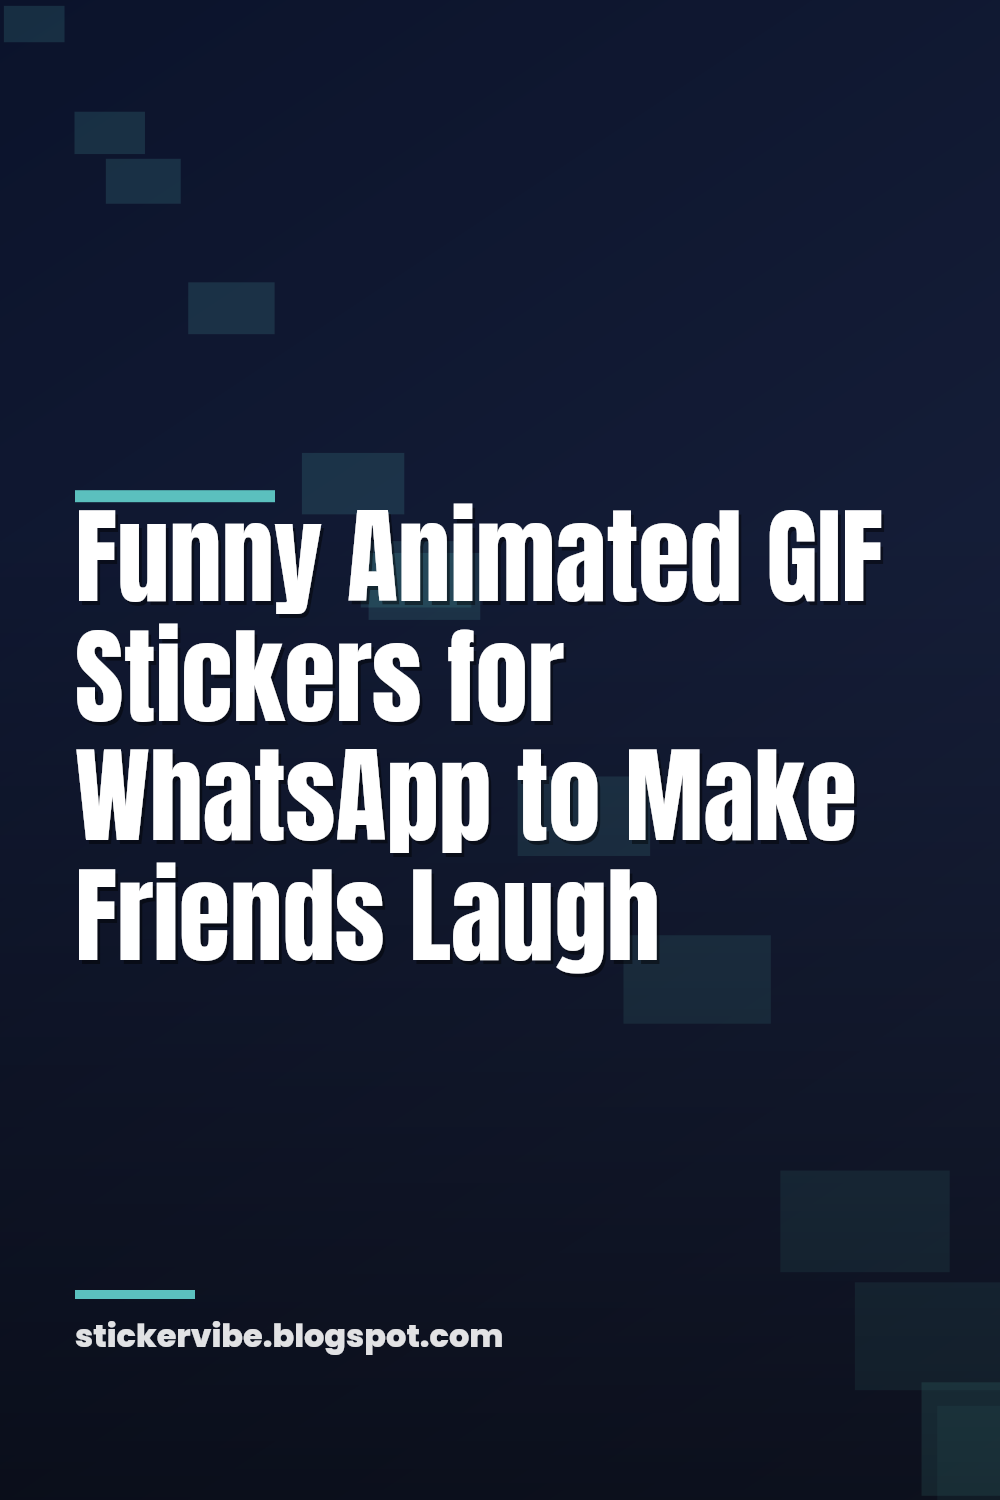 Funny Animated GIF
Stickers for
WhatsApp to Make
Friends Laugh
stickervibe.blogspot.com